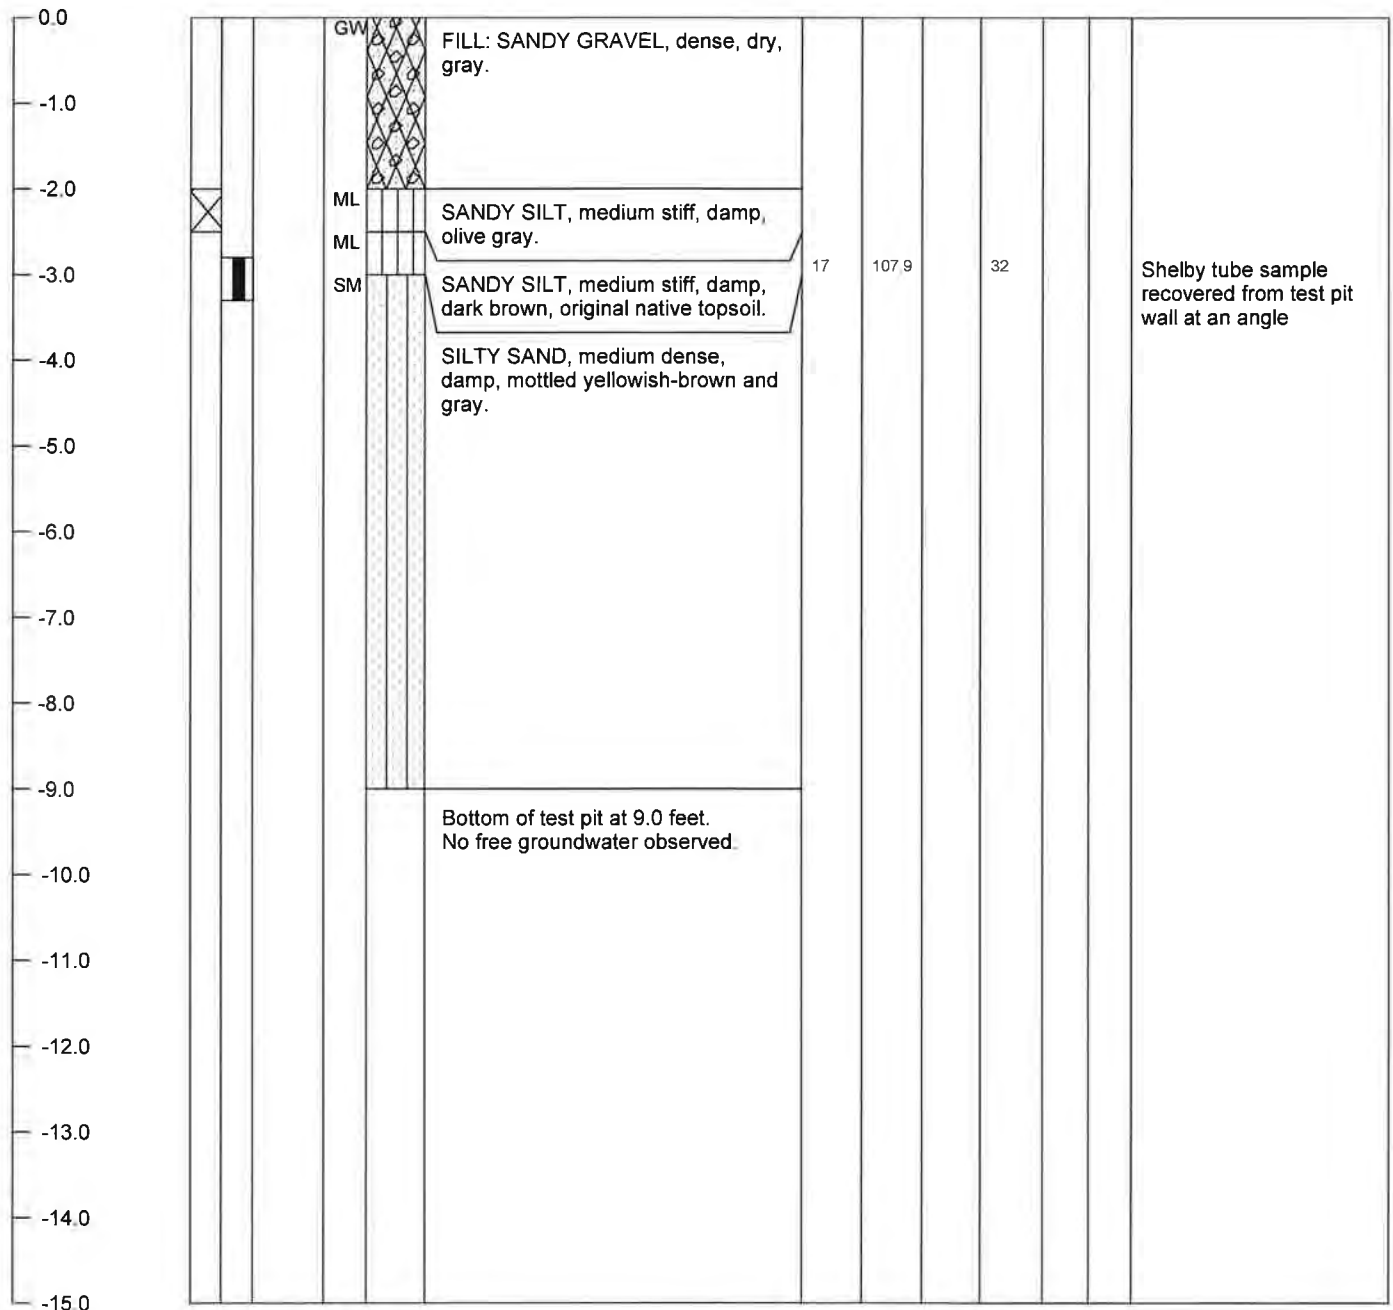 0.0
GW
FILL: SANDY GRAVEL, dense, dry,
gray.
-1.0
-2.0
ML
SANDY SILT, medium stiff, damp,
olive gray.
ML
-3.0
17
107.9
32
Shelby tube sample
recovered from test pit
wall at an angle
SM
SANDY SILT, medium stiff, damp,
dark brown, original native topsoil.
-4.0
SILTY SAND, medium dense,
damp, mottled yellowish-brown and
gray.
-5.0
-6.0
-7.0
-8.0
-9.0
Bottom of test pit at 9.0 feet.
No free groundwater observed.
-10.0
-11.0
-12.0
-13.0
-14.0
-15.0